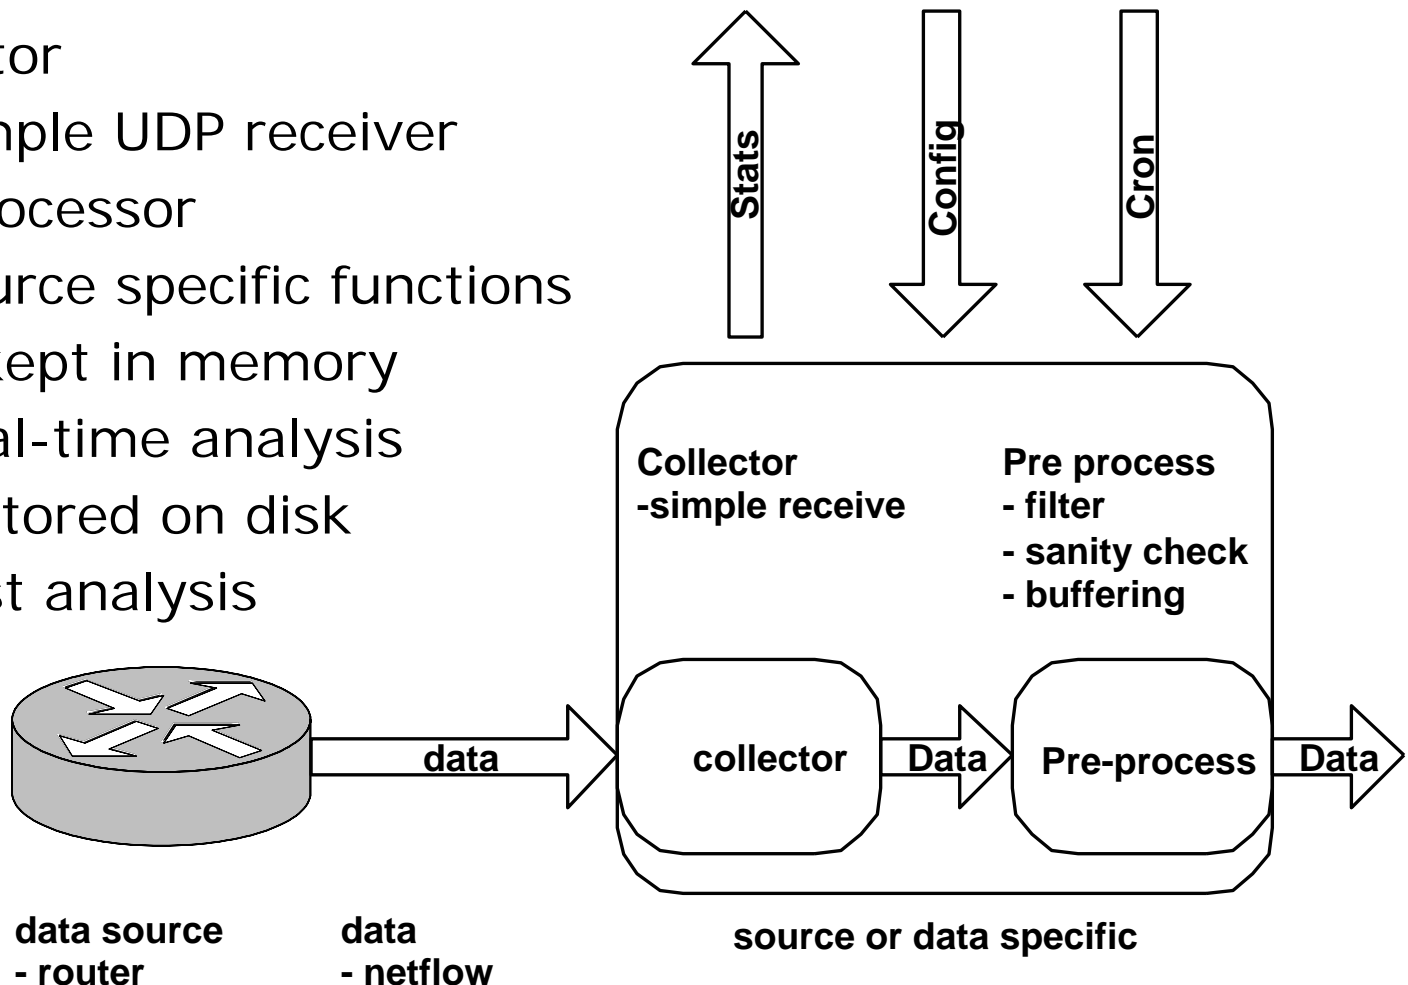 tor
nple UDP receiver
ocessor
urce specific functions
kept in memory
al-time analysis
tored on disk
st analysis
Stats
Config
Cron
Collector
-simple receive
Pre process
- filter
- sanity check
- buffering
data
collector
Data
Pre-process
Data
data source
- router
data
- netflow
source or data specific